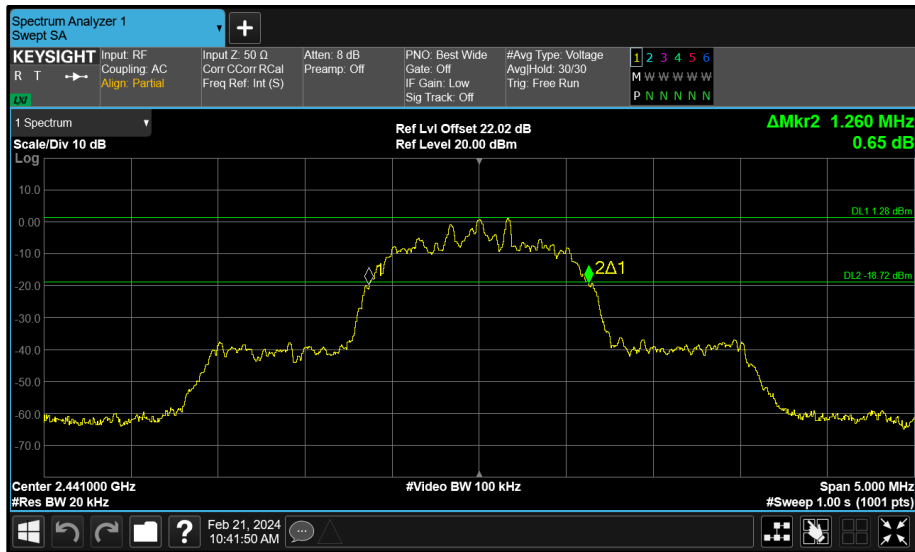 Spectrum Analyzer 1
Swept SA
+
KEYSIGHT
R T
LXI
Input: RF
Coupling: AC
Align: Partial
Input Z: 50 Ω
Corr CCorr RCal
Freq Ref: Int (S)
Atten: 8 dB
Preamp: Off
PNO: Best Wide
Gate: Off
IF Gain: Low
Sig Track: Off
#Avg Type: Voltage
Avg|Hold: 30/30
Trig: Free Run
1 2 3 4 5 6
M W W W W W
P N N N N N
1 Spectrum
Scale/Div 10 dB
Log
Ref Lvl Offset 22.02 dB
Ref Level 20.00 dBm
ΔMkr2 1.260 MHz
0.65 dB
10.0
0.00
-10.0
-20.0
-30.0
-40.0
-50.0
-60.0
-70.0
DL1 1.28 dBm
1
2Δ1
DL2 -18.72 dBm
Center 2.441000 GHz
#Video BW 100 kHz
Span 5.000 MHz
#Res BW 20 kHz
#Sweep 1.00 s (1001 pts)
?
Feb 21, 2024
10:41:50 AM